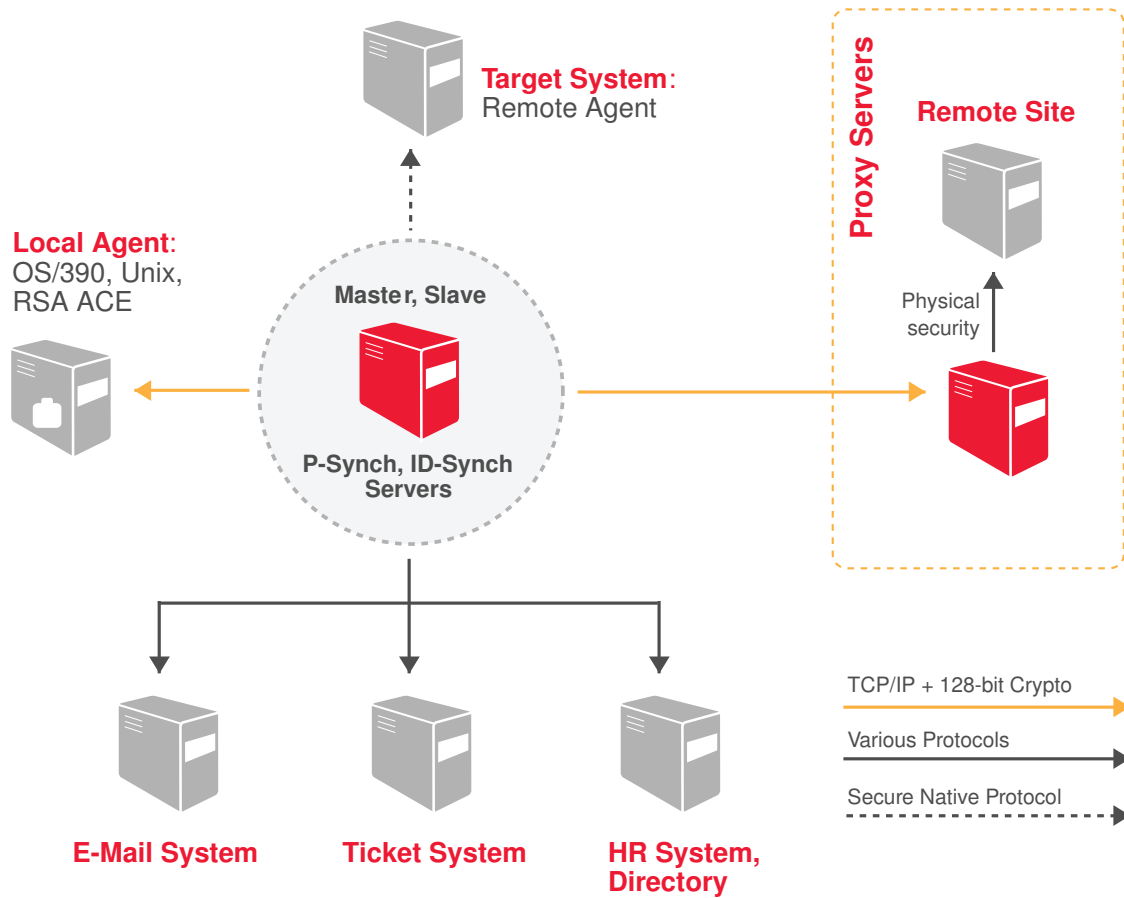 Target System:
Remote Agent
Proxy Servers
Remote Site
Physical
security
Local Agent:
OS/390, Unix,
RSA ACE
Master, Slave
P-Synch, ID-Synch
Servers
E-Mail System
Ticket System
HR System,
Directory
TCP/IP + 128-bit Crypto
Various Protocols
Secure Native Protocol